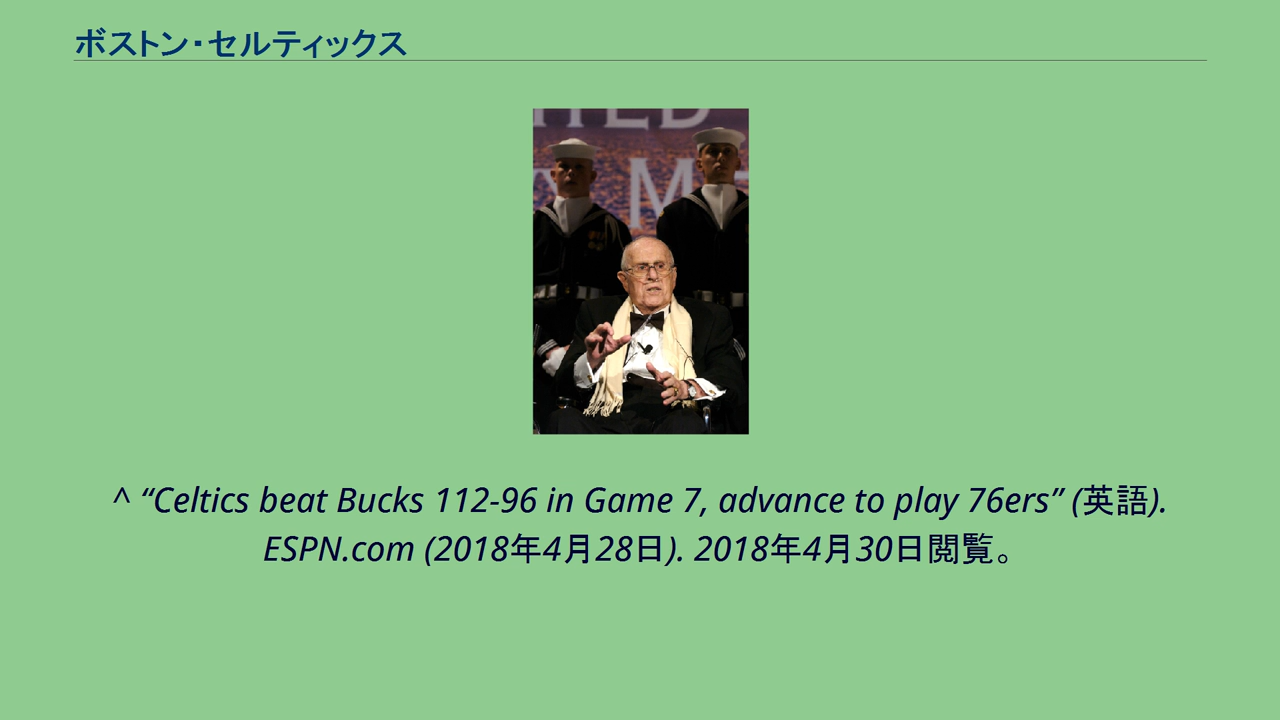 ボストン・セルティックス
^ “Celtics beat Bucks 112-96 in Game 7, advance to play 76ers” (英語).
ESPN.com (2018年4月28日). 2018年4月30日閲覧。